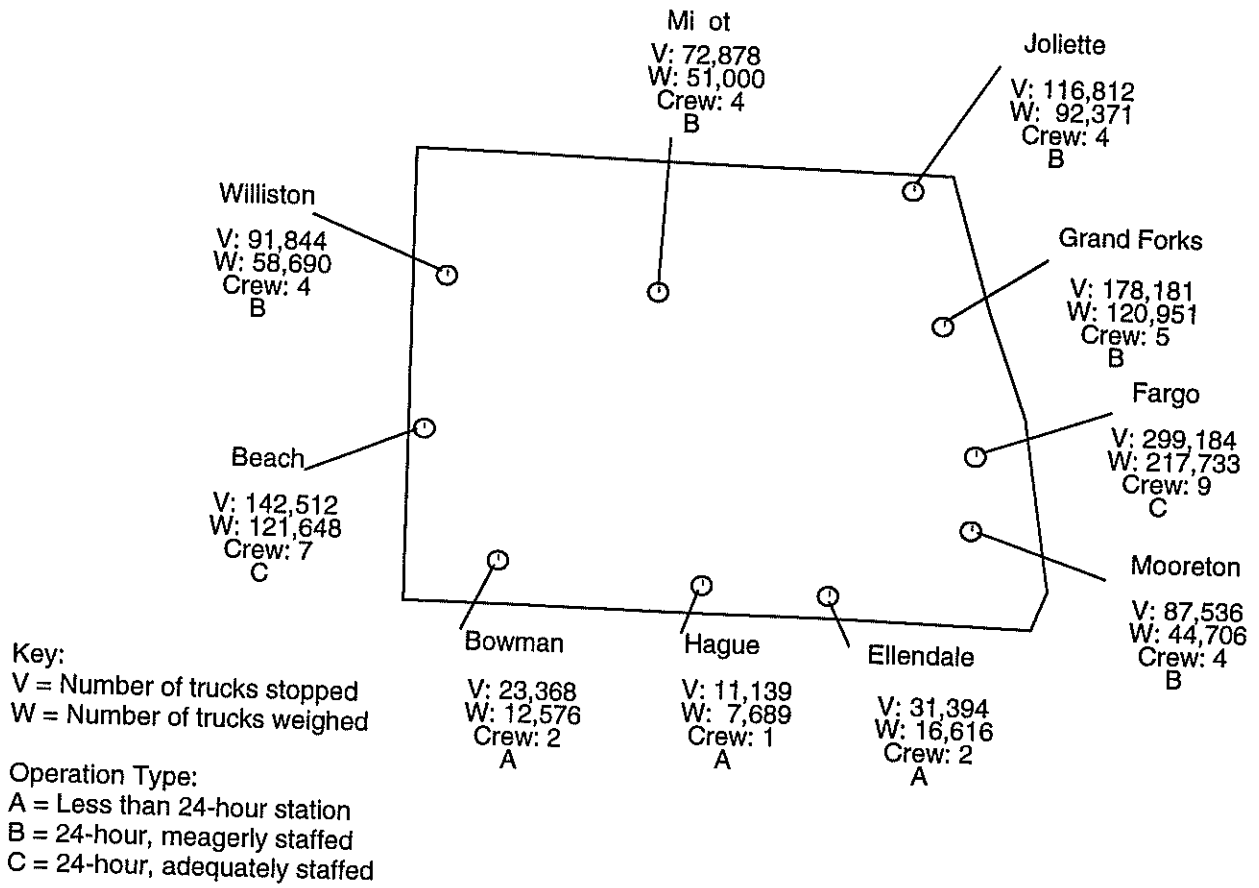 Mi ot
V: 72,878
W: 51,000
Crew: 4
B
Joliette
V: 116,812
W: 92,371
Crew: 4
B
Williston
V: 91,844
W: 58,690
Crew: 4
B
Grand Forks
V: 178,181
W: 120,951
Crew: 5
B
Fargo
V: 299,184
W: 217,733
Crew: 9
C
Beach
V: 142,512
W: 121,648
Crew: 7
C
Mooreton
V: 87,536
W: 44,706
Crew: 4
B
Bowman
V: 23,368
W: 12,576
Crew: 2
A
Hague
V: 11,139
W: 7,689
Crew: 1
A
Ellendale
V: 31,394
W: 16,616
Crew: 2
A
Key:
V = Number of trucks stopped
W = Number of trucks weighed
Operation Type:
A = Less than 24-hour station
B = 24-hour, meagerly staffed
C = 24-hour, adequately staffed